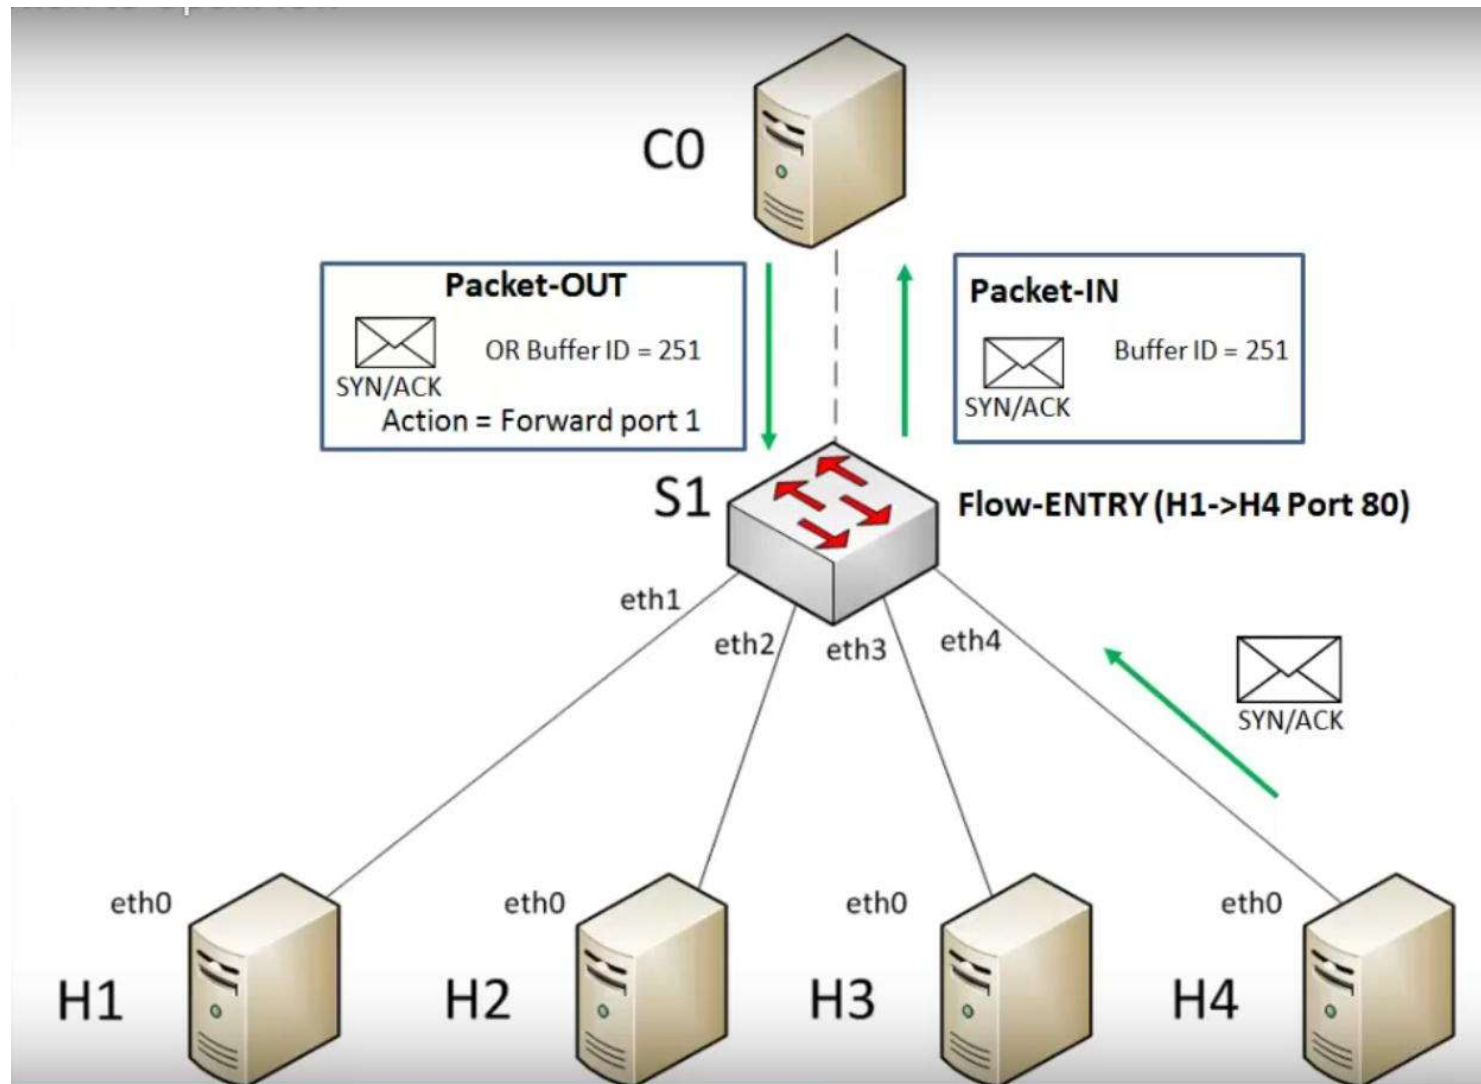 C0
Packet-OUT
OR Buffer ID = 251
SYN/ACK
Action = Forward port 1
Packet-IN
Buffer ID = 251
SYN/ACK
S1
Flow-ENTRY (H1->H4 Port 80)
eth1
eth2
eth3
eth4
SYN/ACK
eth0
eth0
eth0
eth0
H1
H2
H3
H4